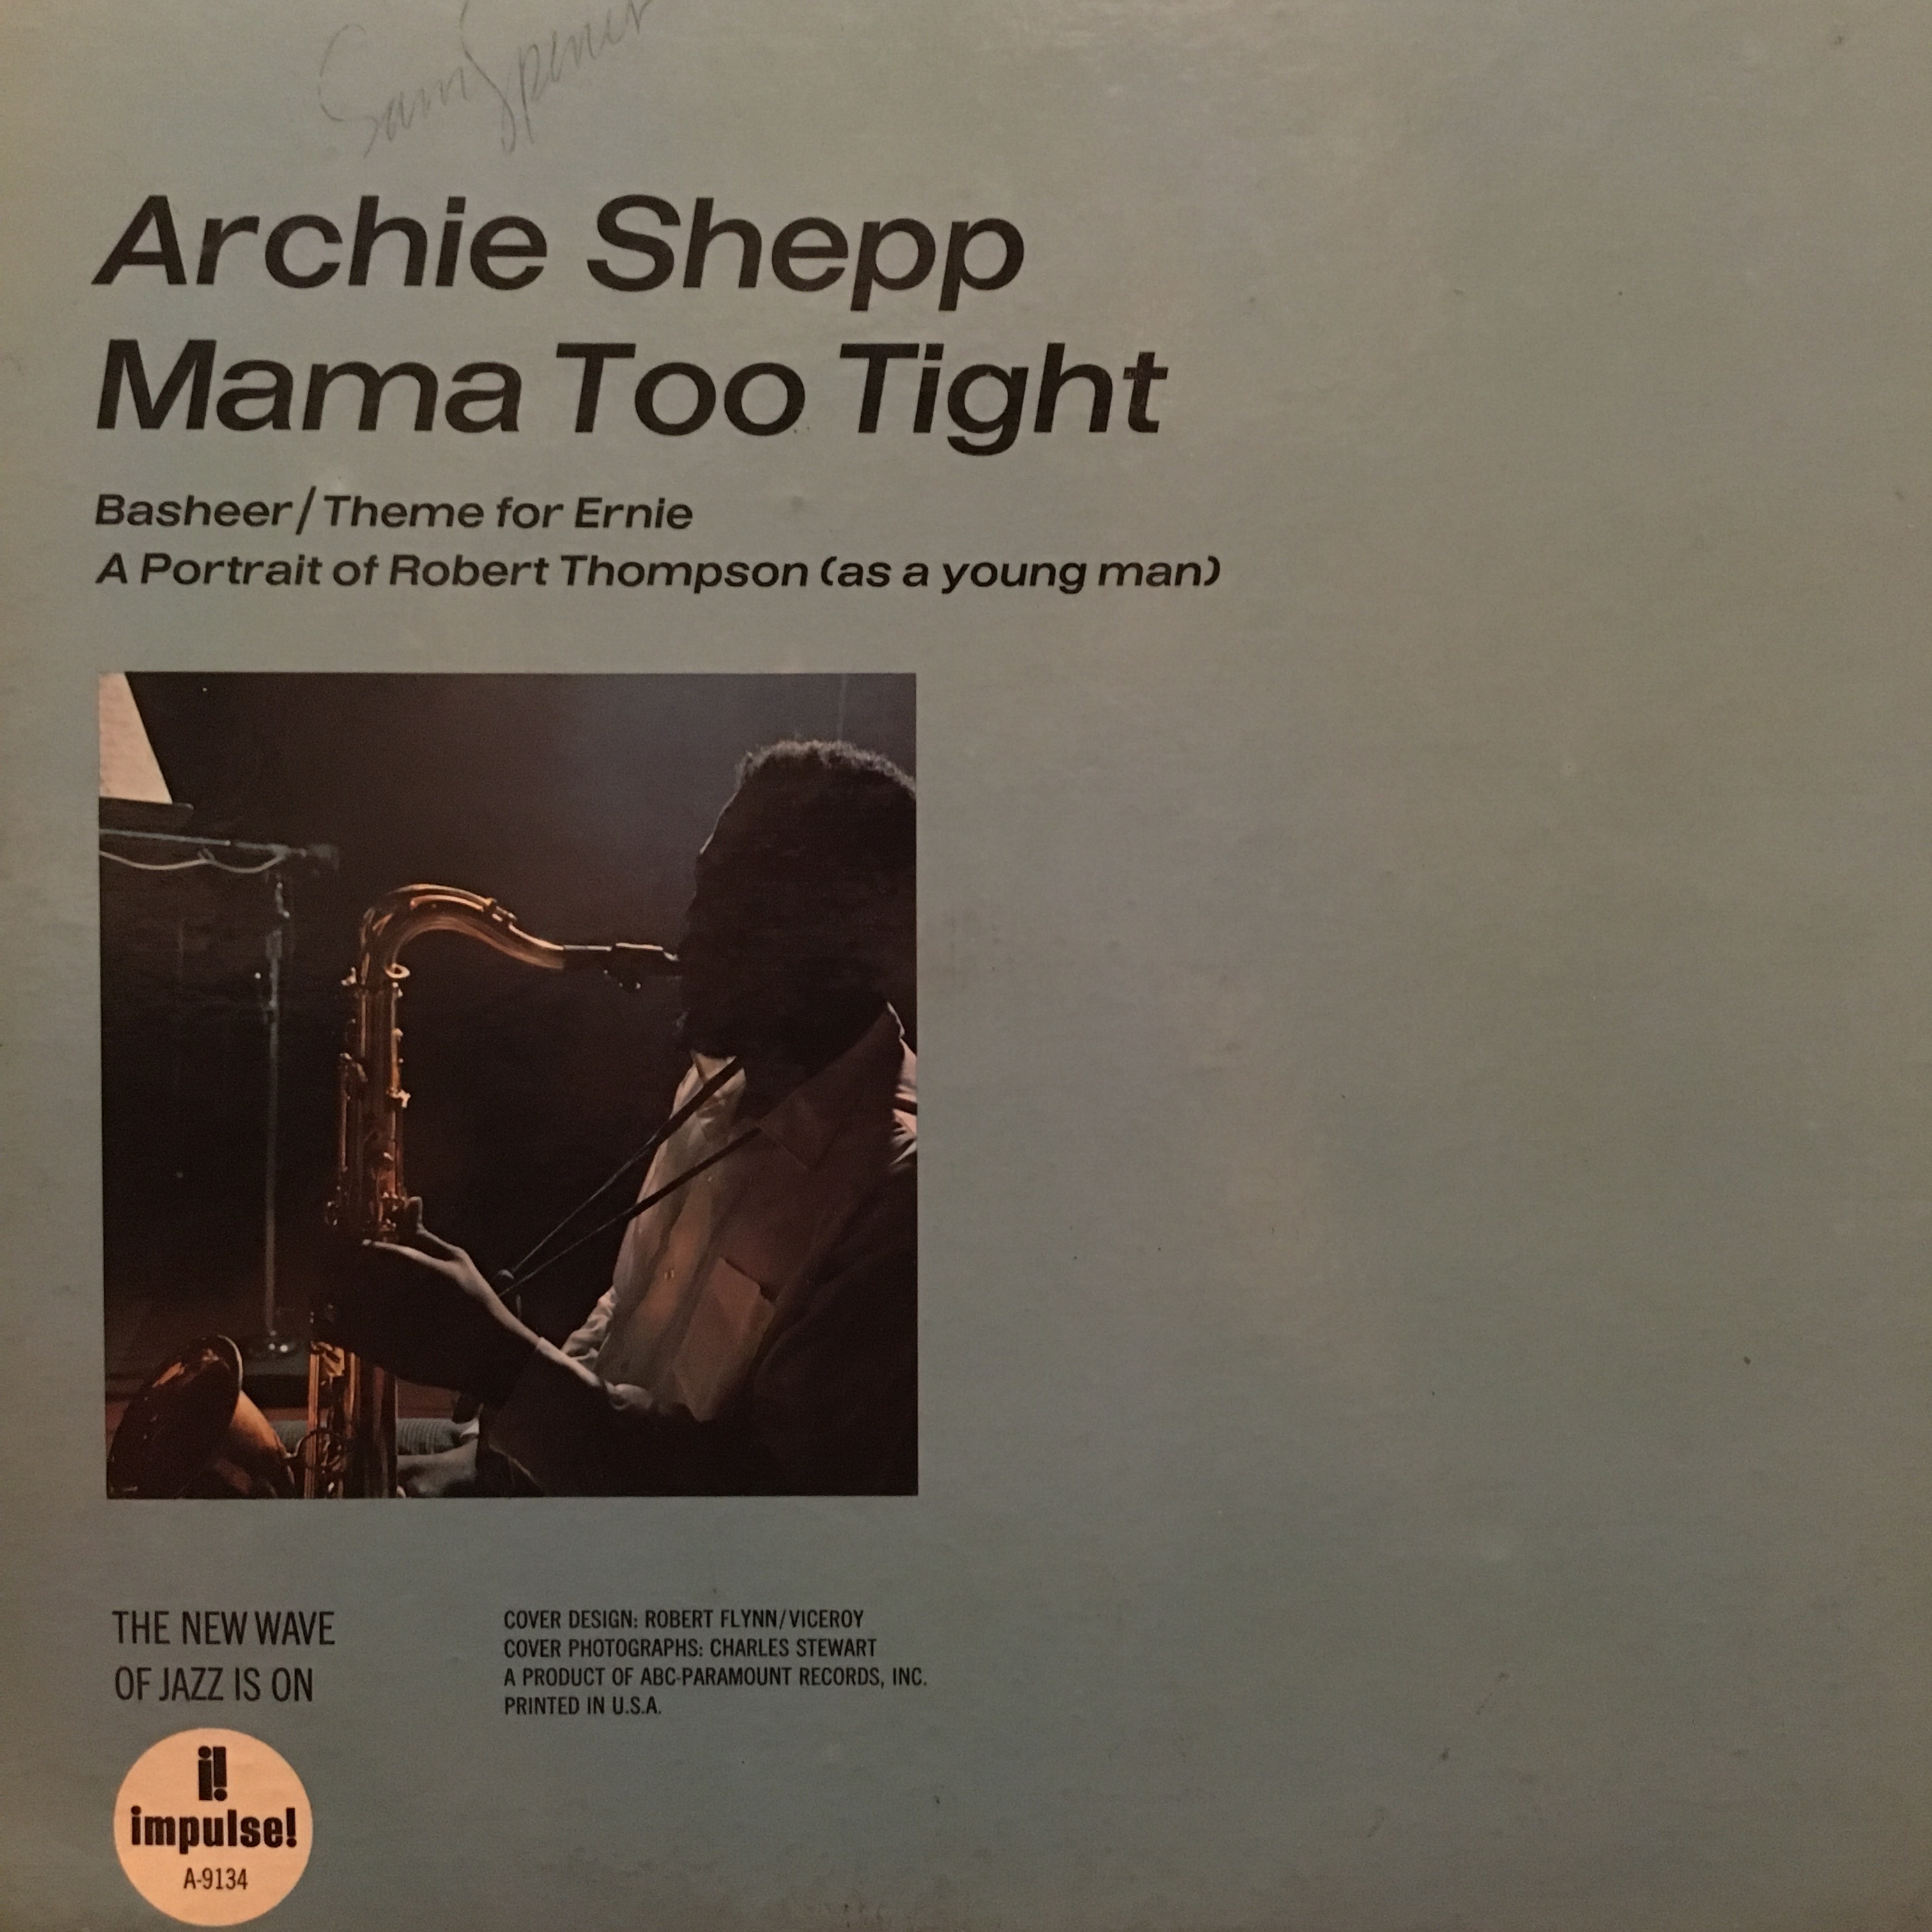 Sam Spencer
Archie Shepp
Mama Too Tight
Basheer/Theme for Ernie
A Portrait of Robert Thompson (as a young man)
THE NEW WAVE
OF JAZZ IS ON
COVER DESIGN: ROBERT FLYNN/VICEROY
COVER PHOTOGRAPHS: CHARLES STEWART
A PRODUCT OF ABC-PARAMOUNT RECORDS, INC.
PRINTED IN U.S.A.
i!
impulse!
A-9134